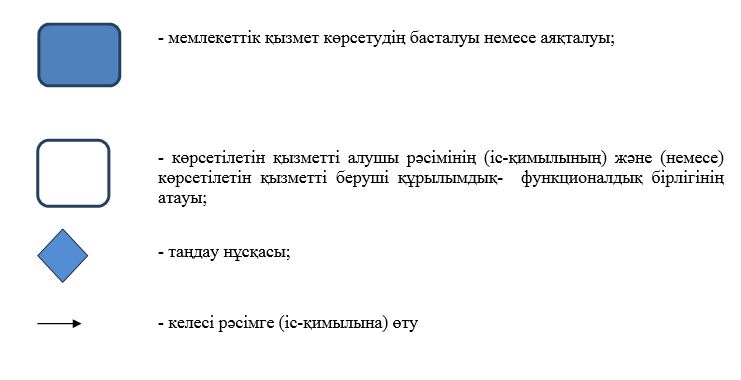 - мемлекеттік қызмет көрсетудің басталуы немесе аяқталуы;
- көрсетілетін қызметті алушы рәсімінің (іс-қимылының) және (немесе)
көрсетілетін қызметті беруші құрылымдық- функционалдық бірлігінің
атауы;
- таңдау нұсқасы;
- келесі рәсімге (іс-қимылына) өту